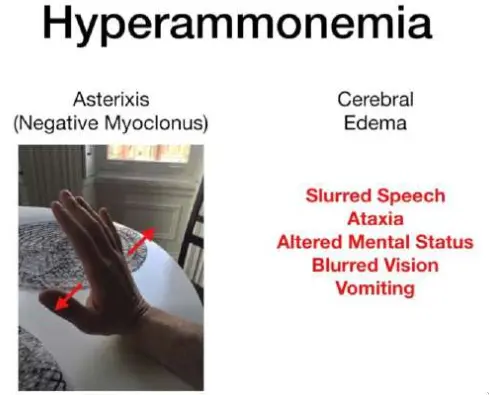 Hyperammonemia
Asterixis
(Negative Myoclonus)
Cerebral
Edema
Slurred Speech
Ataxia
Altered Mental Status
Blurred Vision
Vomiting